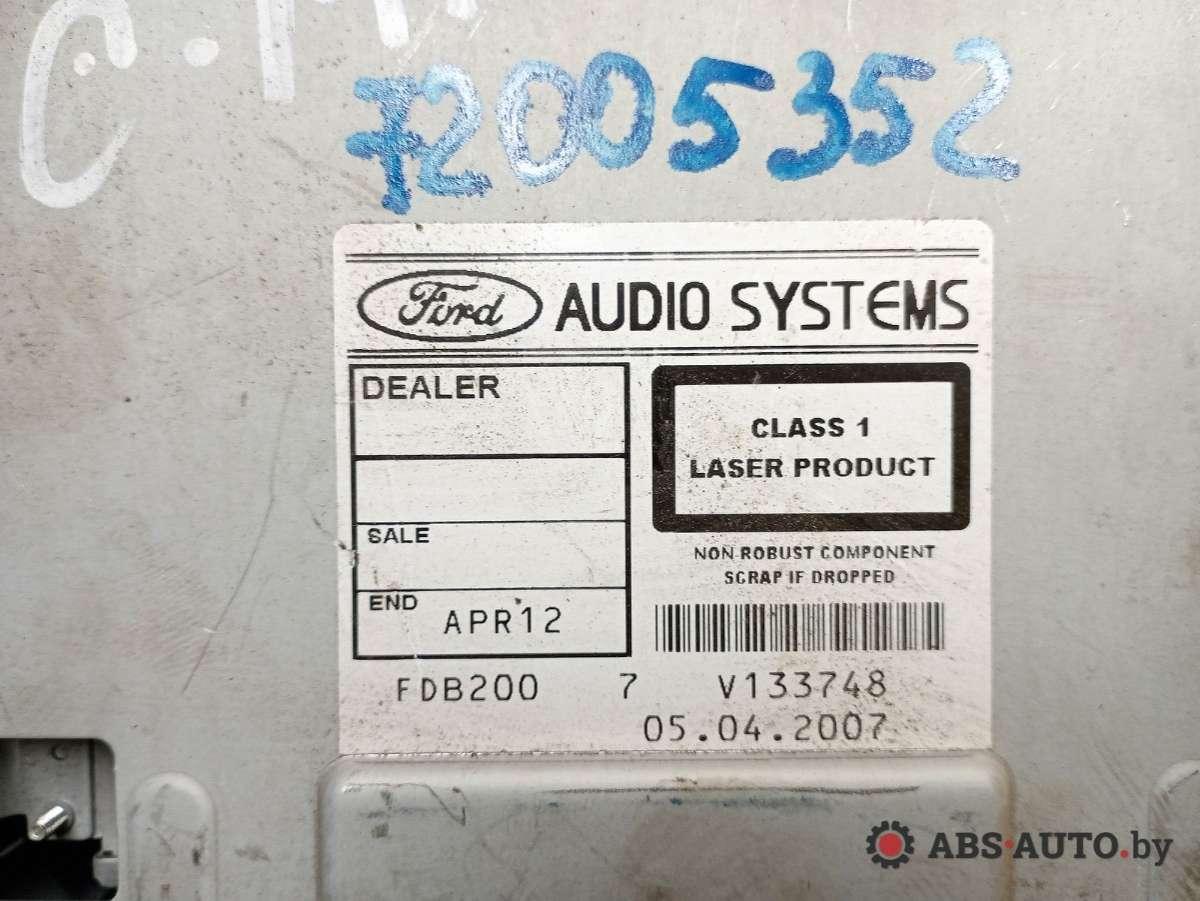 72005352
Ford AUDIO SYSTEMS
DEALER
SALE
END APR12
CLASS 1
LASER PRODUCT
NON ROBUST COMPONENT
SCRAP IF DROPPED
FDB200 7 V133748
05.04.2007
ABS-AUTO.by